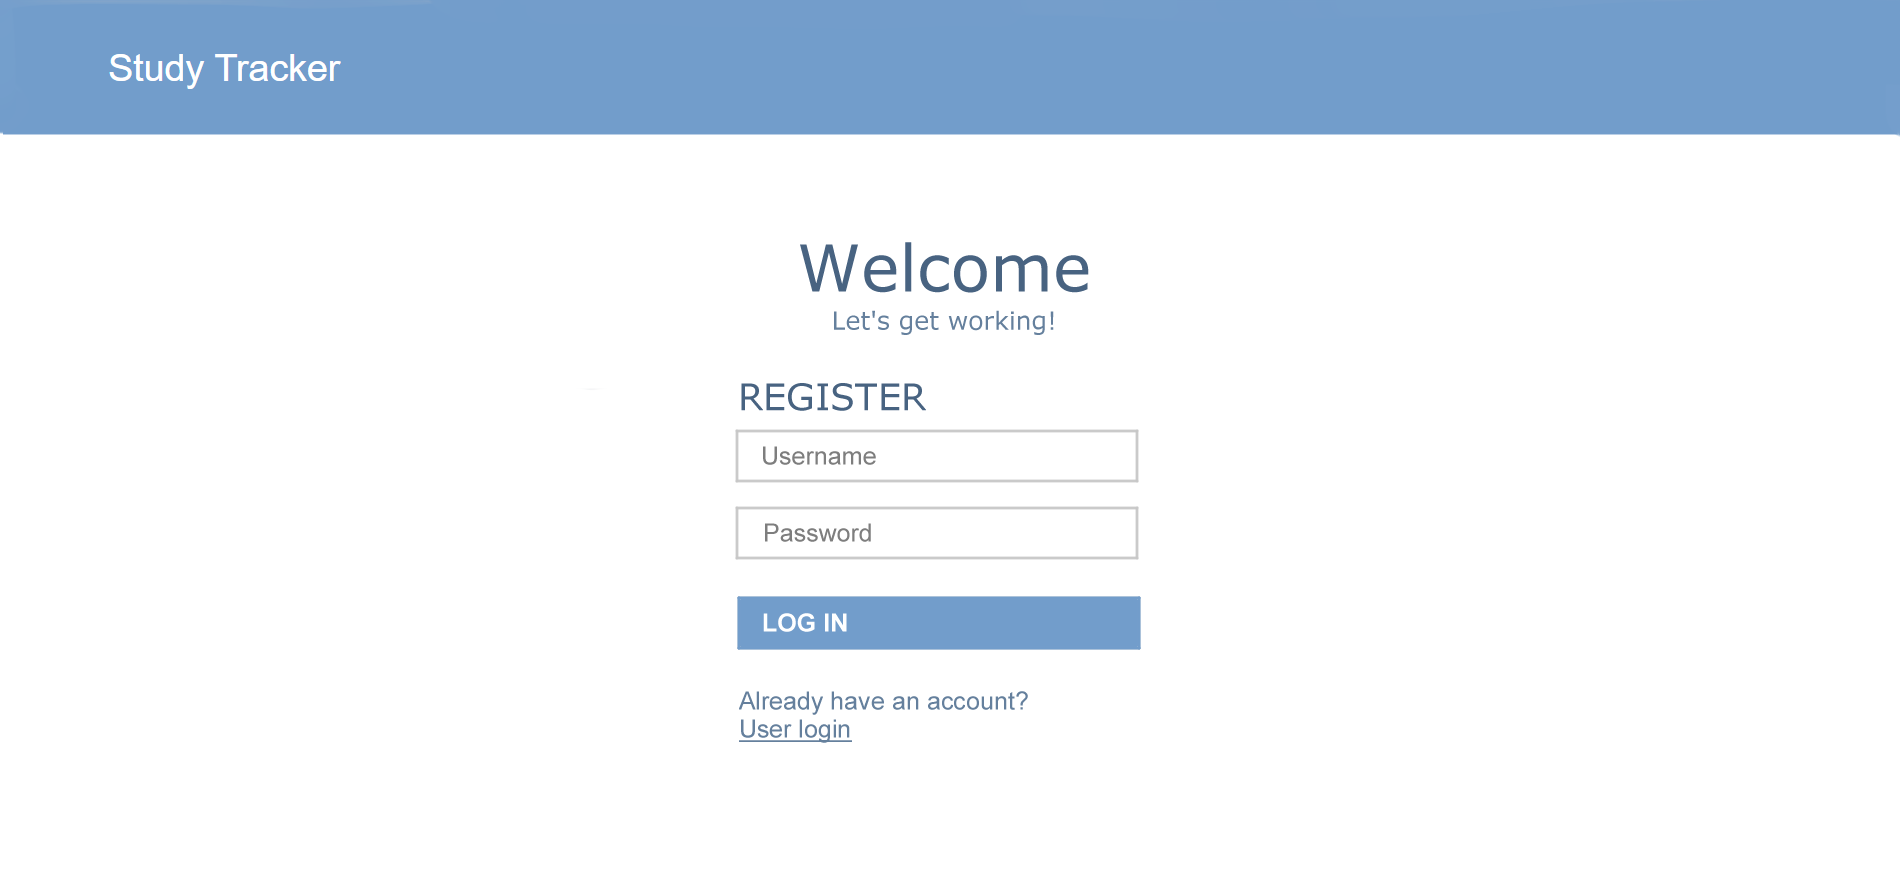 Study Tracker
Welcome
Let's get working!
REGISTER
Username
Password
LOG IN
Already have an account?
User login